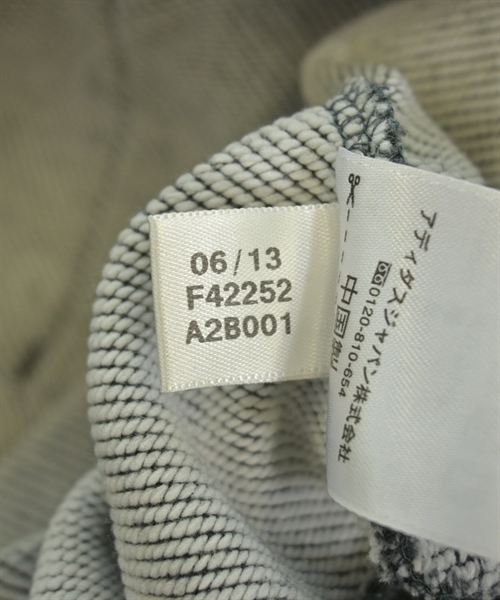 06/13
F42252
A2B001
アディダスジャパン株式会社
0120-810-654
中国製